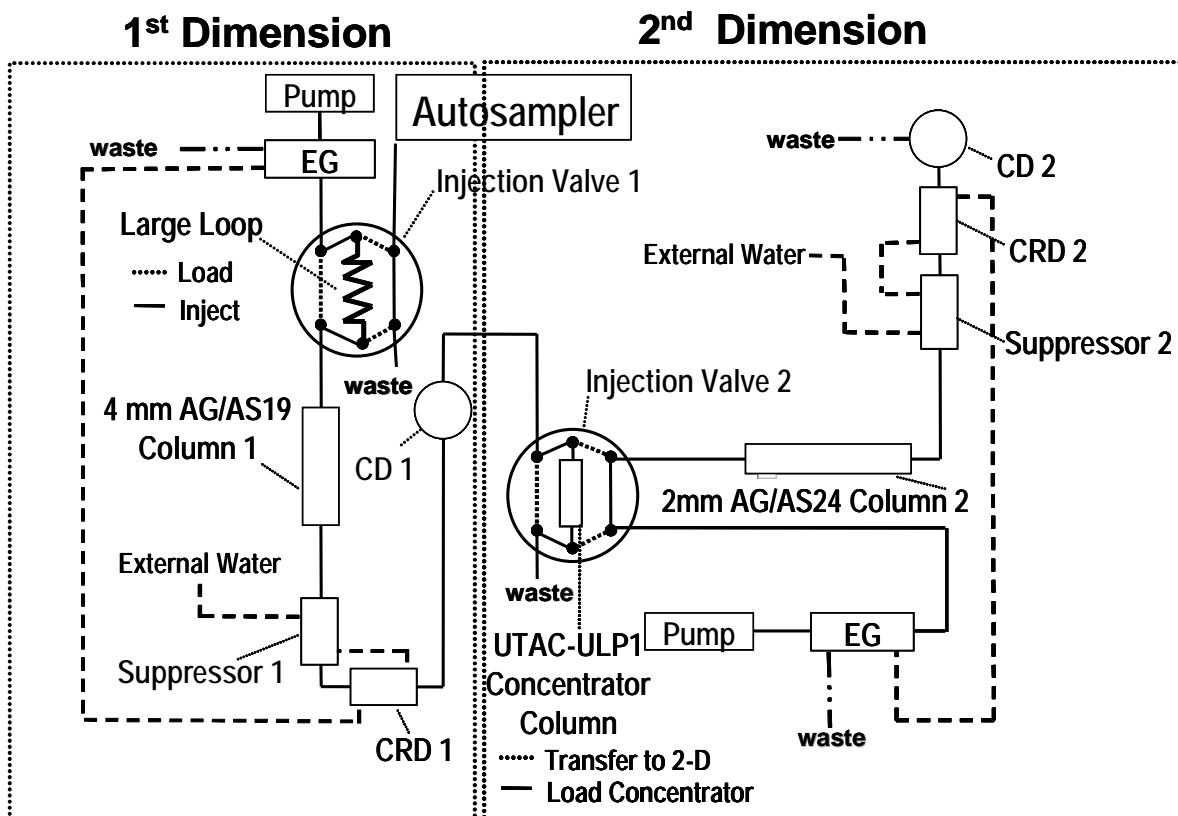 1st Dimension
2nd Dimension
Pump
Autosampler
waste
EG
Injection Valve 1
Large Loop
Load
Inject
waste
4 mm AG/AS19
Column 1
CD 1
External Water
Suppressor 1
CRD 1
waste
CD 2
CRD 2
External Water
Suppressor 2
Injection Valve 2
2mm AG/AS24 Column 2
waste
UTAC-ULP1
Concentrator
Column
Pump
EG
waste
Transfer to 2-D
Load Concentrator